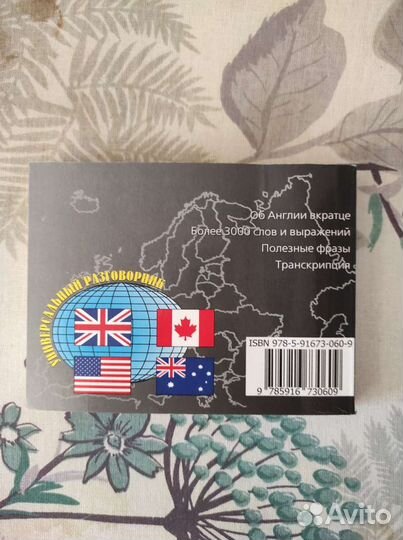 Об Англии вкратце
Более 3000 слов и выражений
Полезные фразы
Транскрипция
УНИВЕРСАЛЬНЫЙ РАЗГОВОРНИК
ISBN 978-5-91673-060-9
9 785916 730609
Avito